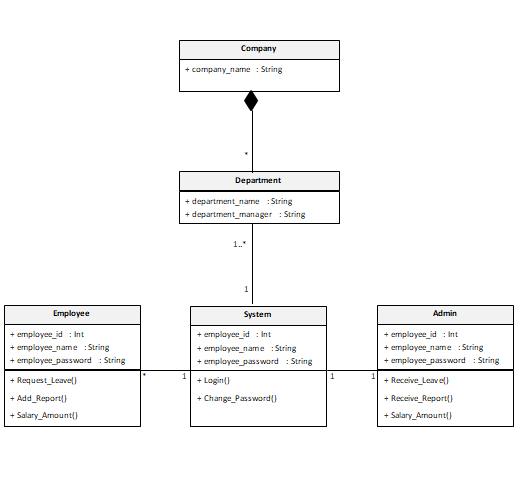 Company
+ company_name : String
*
Department
+ department_name : String
+ department_manager : String
1..*
1
Employee
+ employee_id : Int
+ employee_name : String
+ employee_password : String
+ Request_Leave()
+ Add_Report()
+ Salary_Amount()
*
1
System
+ employee_id : Int
+ employee_name : String
+ employee_password : String
+ Login()
+ Change_Password()
1
1
Admin
+ employee_id : Int
+ employee_name : String
+ employee_password : String
+ Receive_Leave()
+ Receive_Report()
+ Salary_Amount()